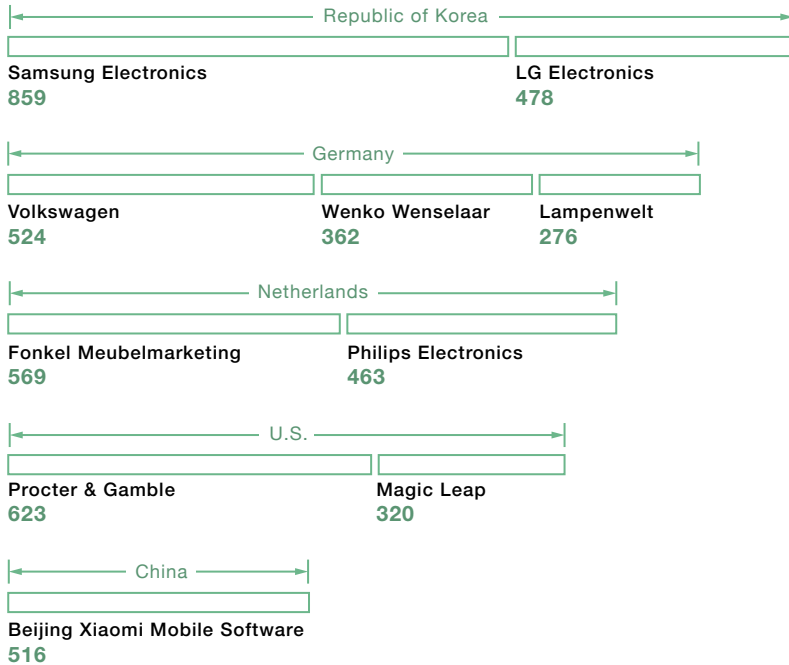 Republic of Korea
Samsung Electronics LG Electronics
859 478
Germany
Volkswagen Wenko Wenselaar Lampenwelt
524 362 276
Netherlands
Fonkel Meubelmarketing Philips Electronics
569 463
U.S.
Procter & Gamble Magic Leap
623 320
China
Beijing Xiaomi Mobile Software
516